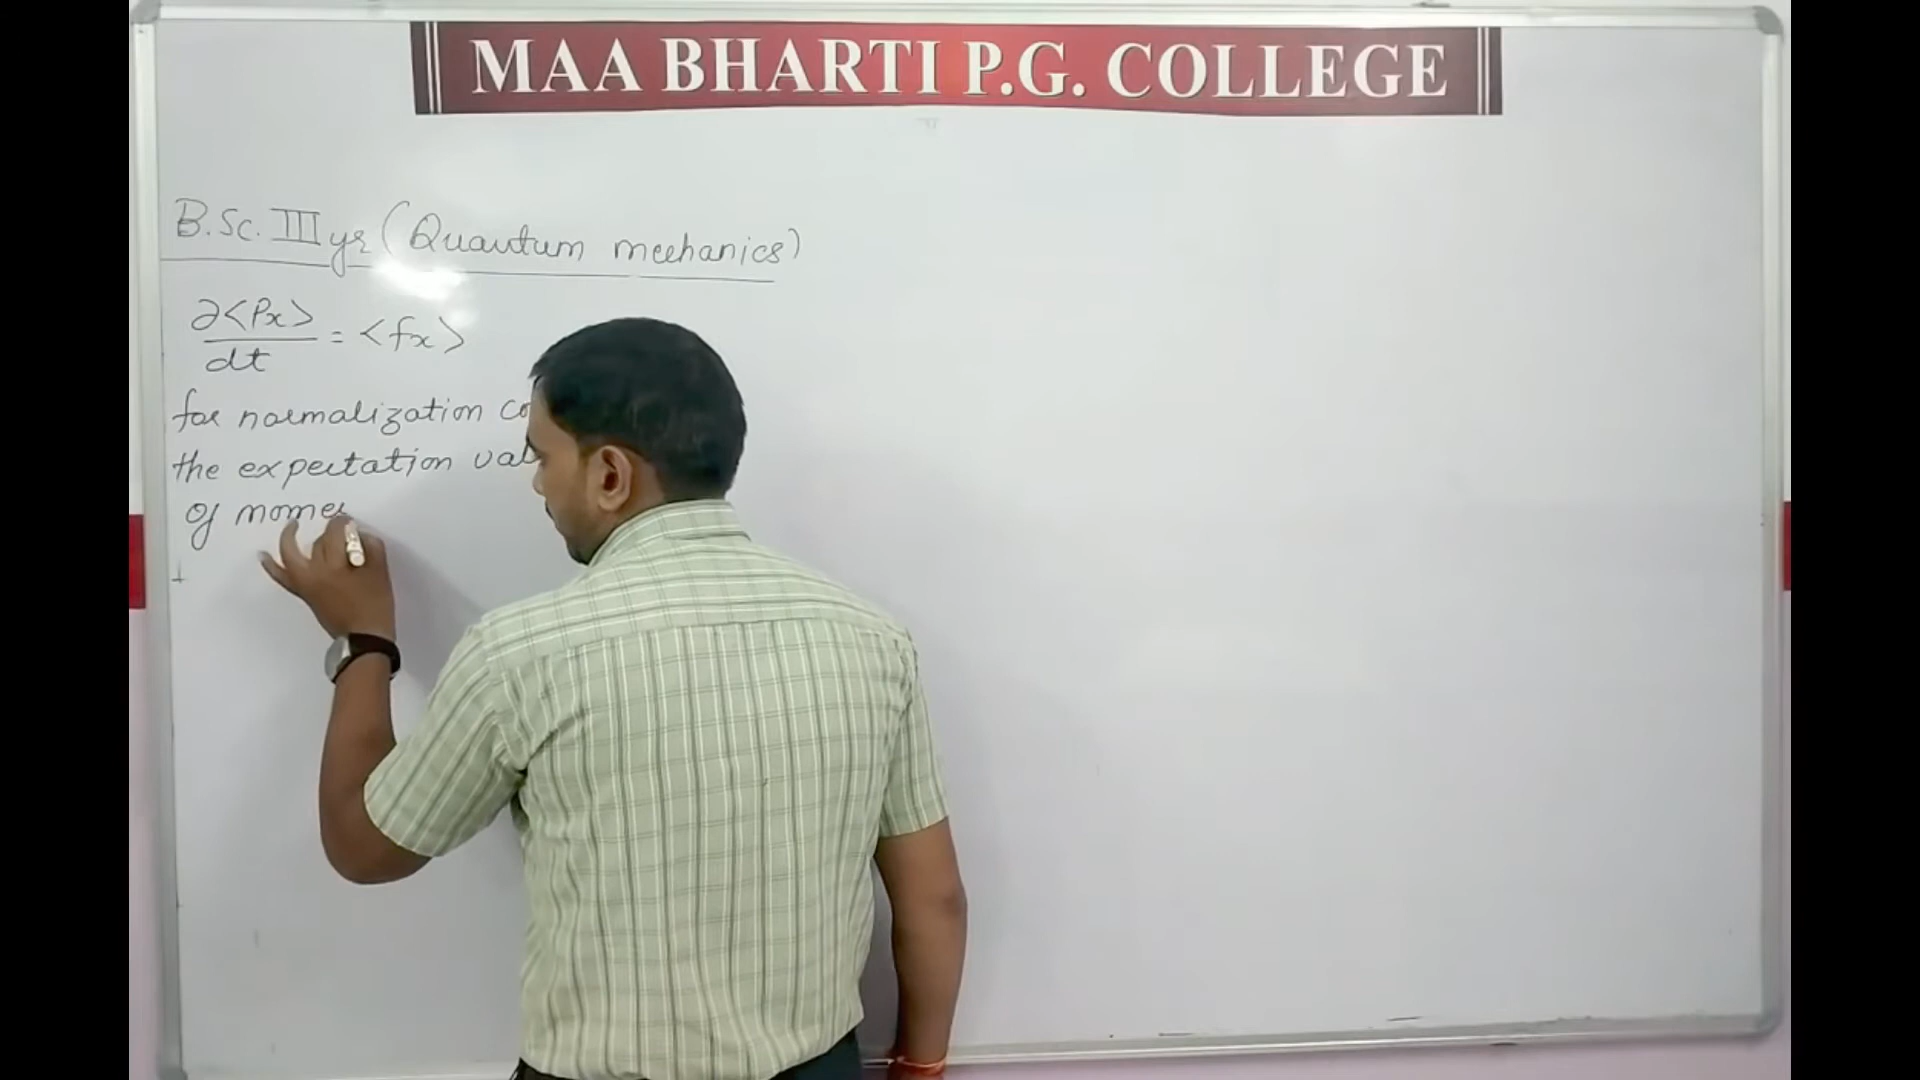 MAA BHARTI P.G. COLLEGE
B.Sc. III yr (Quantum mechanics)
∂<Px>
dt
= <fx>
for normalization
the expectation
of